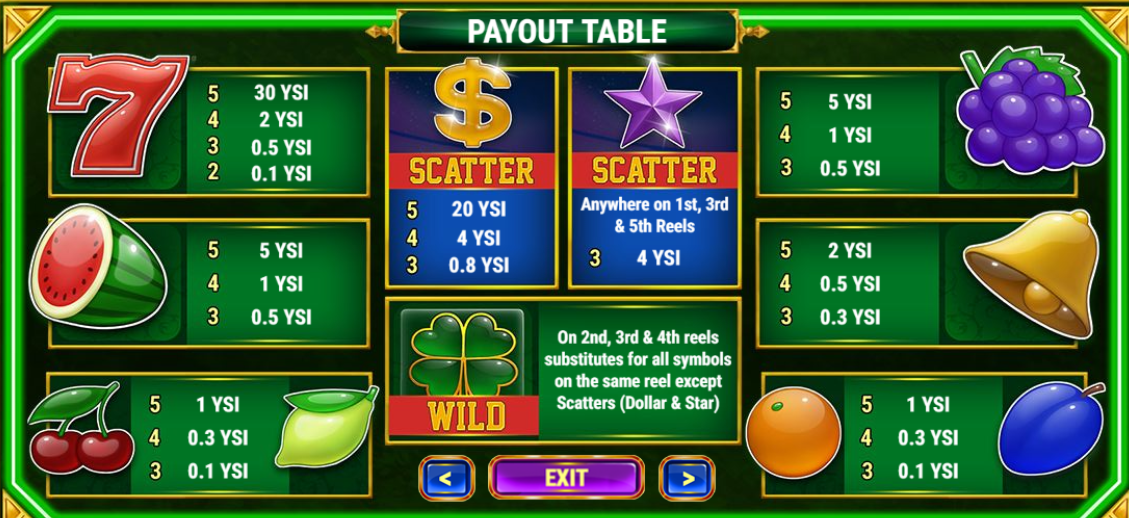 PAYOUT TABLE
5 30 YSI
4 2 YSI
3 0.5 YSI
2 0.1 YSI
SCATTER
5 20 YSI
4 4 YSI
3 0.8 YSI
SCATTER
Anywhere on 1st, 3rd
& 5th Reels
3 4 YSI
5 5 YSI
4 1 YSI
3 0.5 YSI
5 5 YSI
4 1 YSI
3 0.5 YSI
WILD
On 2nd, 3rd & 4th reels
substitutes for all symbols
on the same reel except
Scatters (Dollar & Star)
5 2 YSI
4 0.5 YSI
3 0.3 YSI
5 1 YSI
4 0.3 YSI
3 0.1 YSI
5 1 YSI
4 0.3 YSI
3 0.1 YSI
< EXIT >